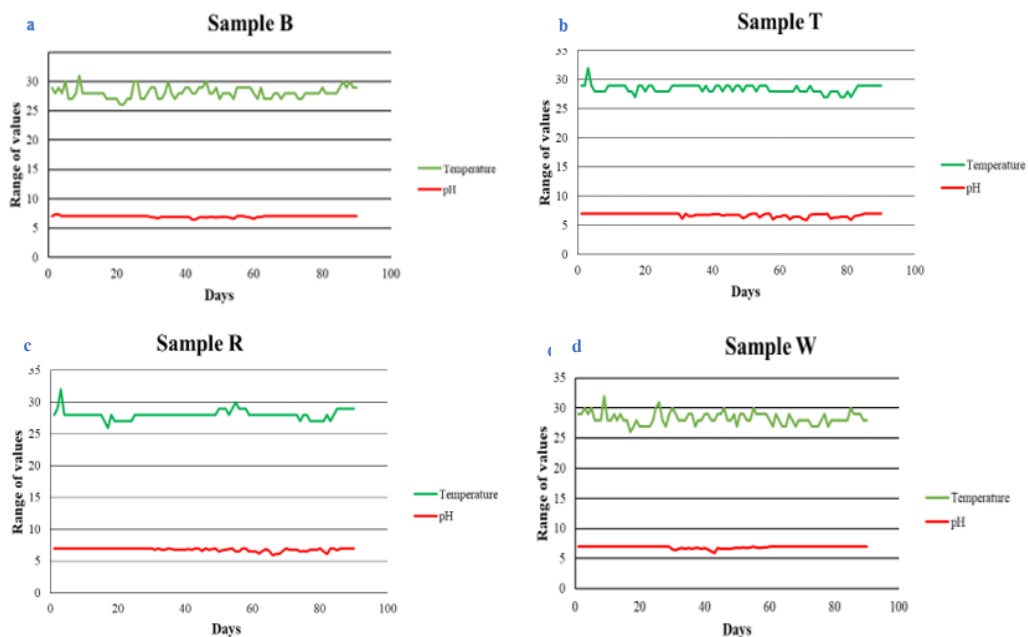 a
Sample B
Range of values
30
25
20
15
10
5
0
0 20 40 60 80 100
Days
Temperature
pH
b
Sample T
Range of values
35
30
25
20
15
10
5
0
0 20 40 60 80 100
Days
Temperature
pH
c
Sample R
Range of values
35
30
25
20
15
10
5
0
0 20 40 60 80 100
Days
Temperature
pH
d
Sample W
Range of values
35
30
25
20
15
10
5
0
0 20 40 60 80 100
Days
Temperature
pH